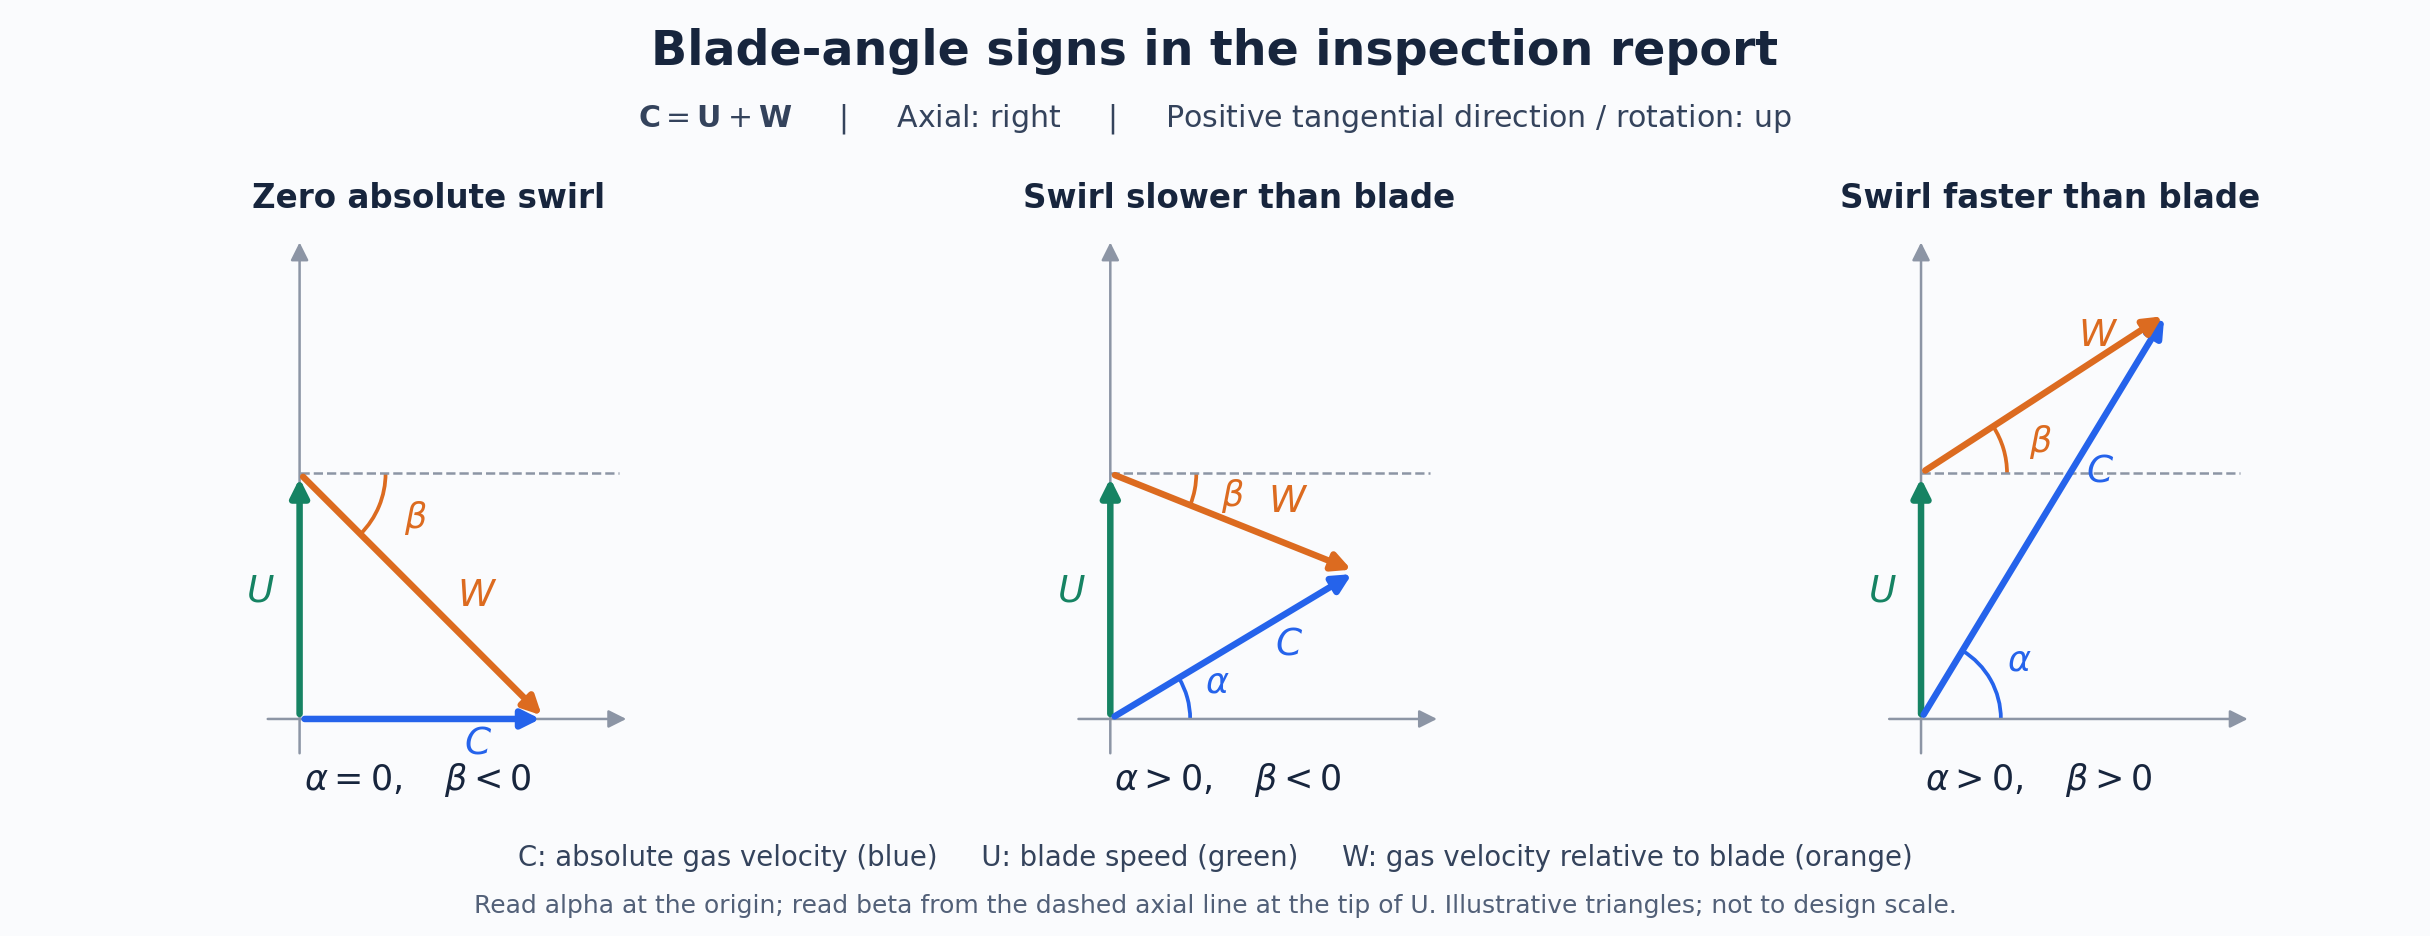 Blade-angle signs in the inspection report
C = U + W | Axial: right | Positive tangential direction / rotation: up
Zero absolute swirl
U
β
W
C
α = 0, β < 0
Swirl slower than blade
U
β
W
C
α
α > 0, β < 0
Swirl faster than blade
W
β
C
U
α
α > 0, β > 0
C: absolute gas velocity (blue) U: blade speed (green) W: gas velocity relative to blade (orange)
Read alpha at the origin; read beta from the dashed axial line at the tip of U. Illustrative triangles; not to design scale.